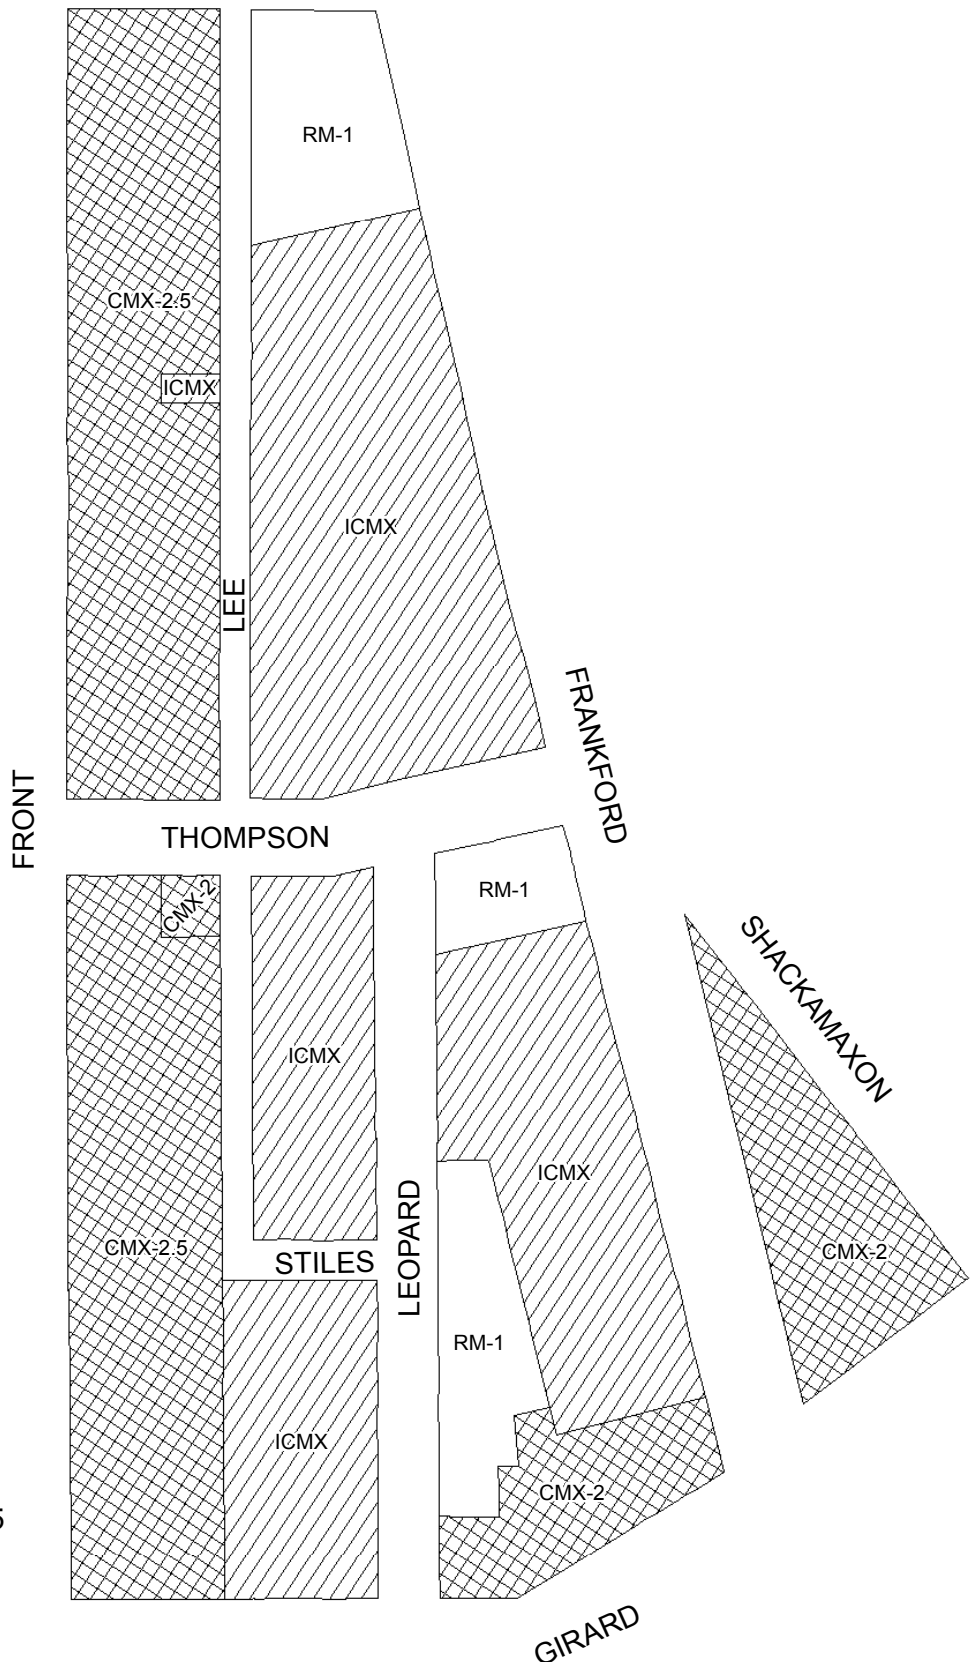 RM-1
CMX-2.5
ICMX
ICMX
LEE
FRANKFORD
FRONT
THOMPSON
CMX-2
RM-1
SHACKAMAXON
ICMX
ICMX
LEOPARD
CMX-2.5
STILES
CMX-2
RM-1
ICMX
CMX-2
5
GIRARD